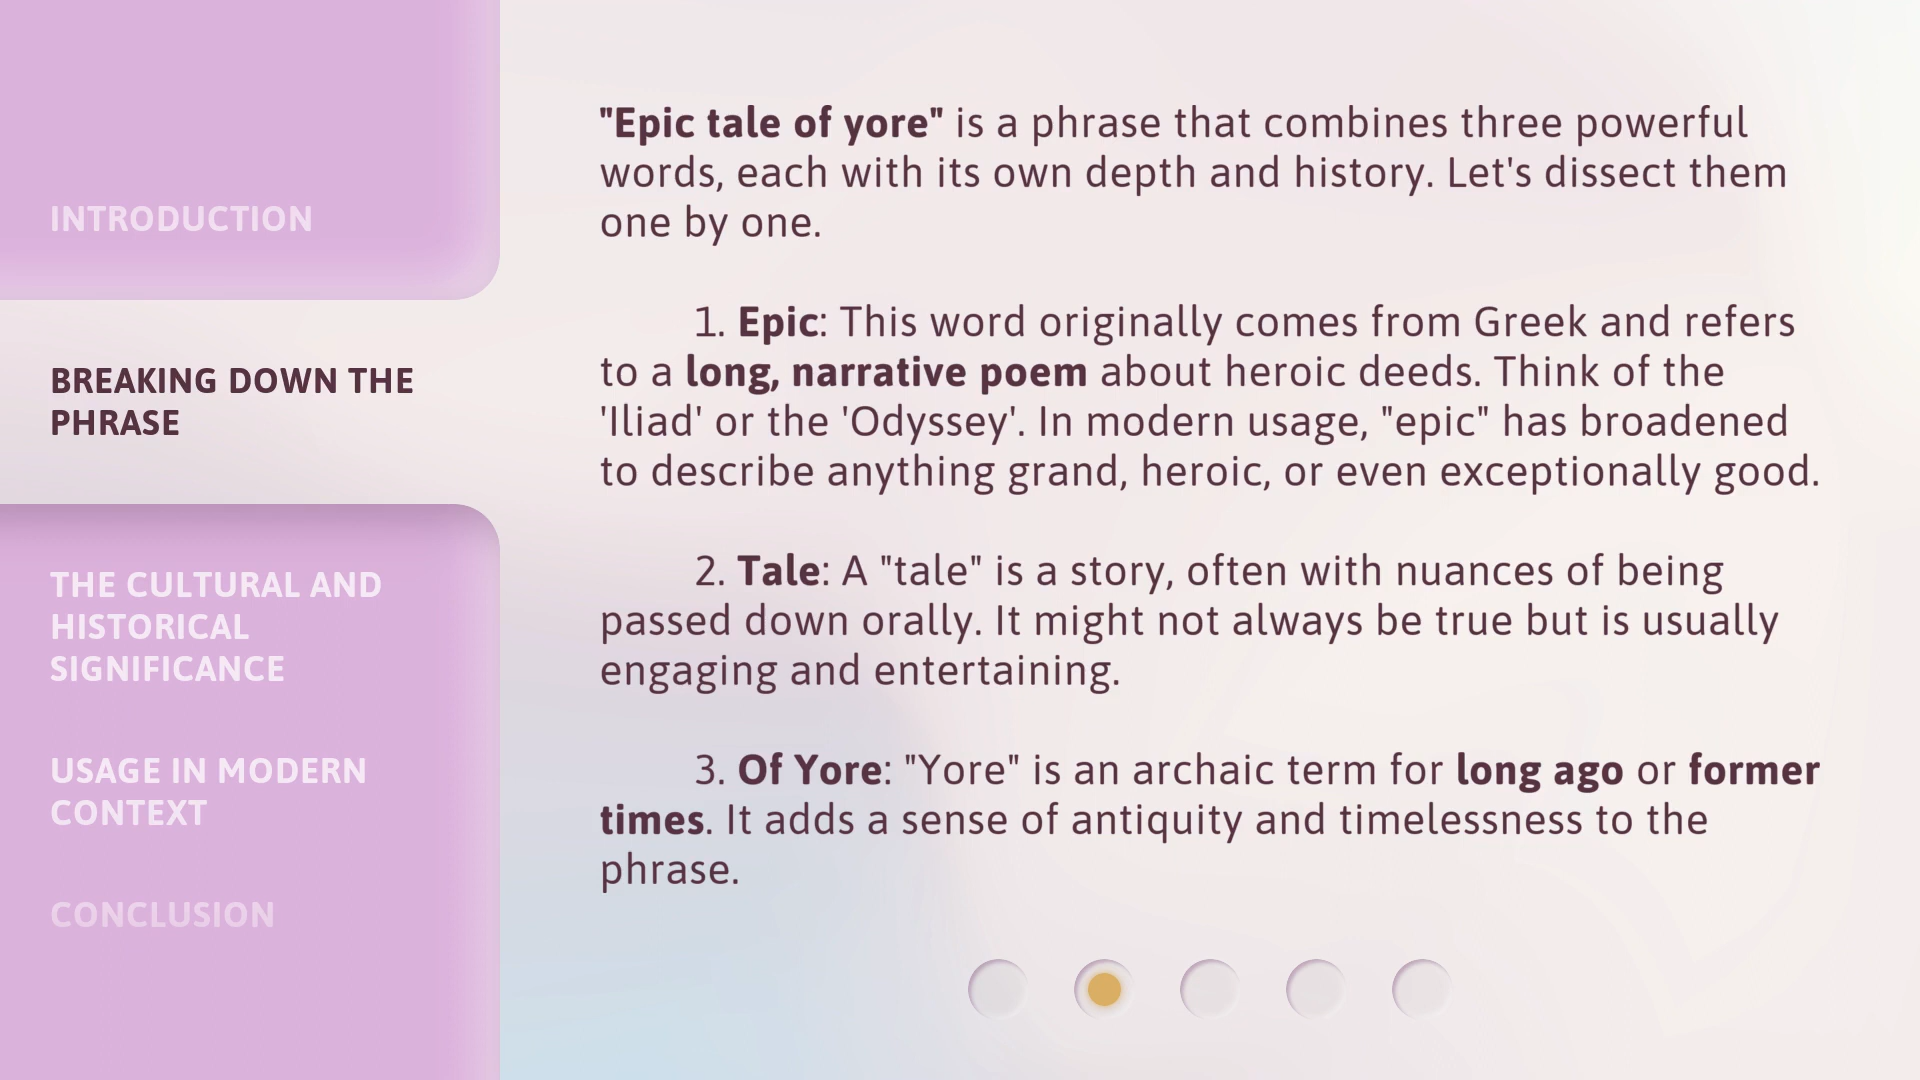 INTRODUCTION
BREAKING DOWN THE
PHRASE
THE CULTURAL AND
HISTORICAL
SIGNIFICANCE
USAGE IN MODERN
CONTEXT
CONCLUSION
"Epic tale of yore" is a phrase that combines three powerful
words, each with its own depth and history. Let's dissect them
one by one.
1. Epic: This word originally comes from Greek and refers
to a long, narrative poem about heroic deeds. Think of the
'Iliad' or the 'Odyssey'. In modern usage, "epic" has broadened
to describe anything grand, heroic, or even exceptionally good.
2. Tale: A "tale" is a story, often with nuances of being
passed down orally. It might not always be true but is usually
engaging and entertaining.
3. Of Yore: "Yore" is an archaic term for long ago or former
times. It adds a sense of antiquity and timelessness to the
phrase.